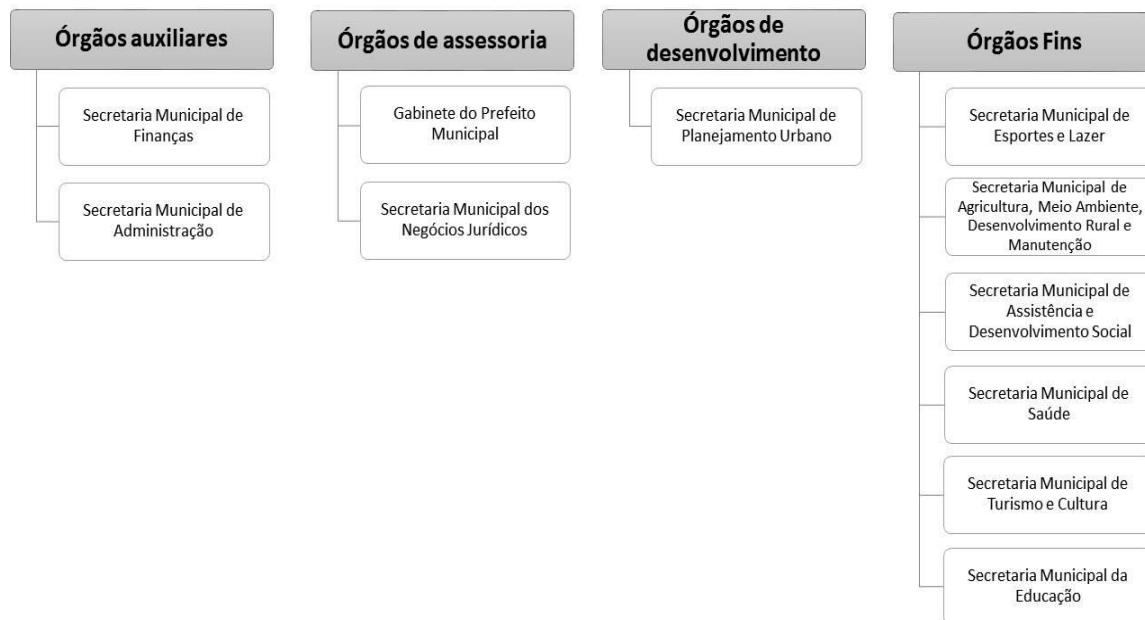 Órgãos auxiliares
Secretaria Municipal de
Finanças
Secretaria Municipal de
Administração
Órgãos de assessoria
Gabinete do Prefeito
Municipal
Secretaria Municipal dos
Negócios Jurídicos
Órgãos de
desenvolvimento
Secretaria Municipal de
Planejamento Urbano
Órgãos Fins
Secretaria Municipal de
Esportes e Lazer
Secretaria Municipal de
Agricultura, Meio Ambiente,
Desenvolvimento Rural e
Manutenção
Secretaria Municipal de
Assistência e
Desenvolvimento Social
Secretaria Municipal de
Saúde
Secretaria Municipal de
Turismo e Cultura
Secretaria Municipal da
Educação